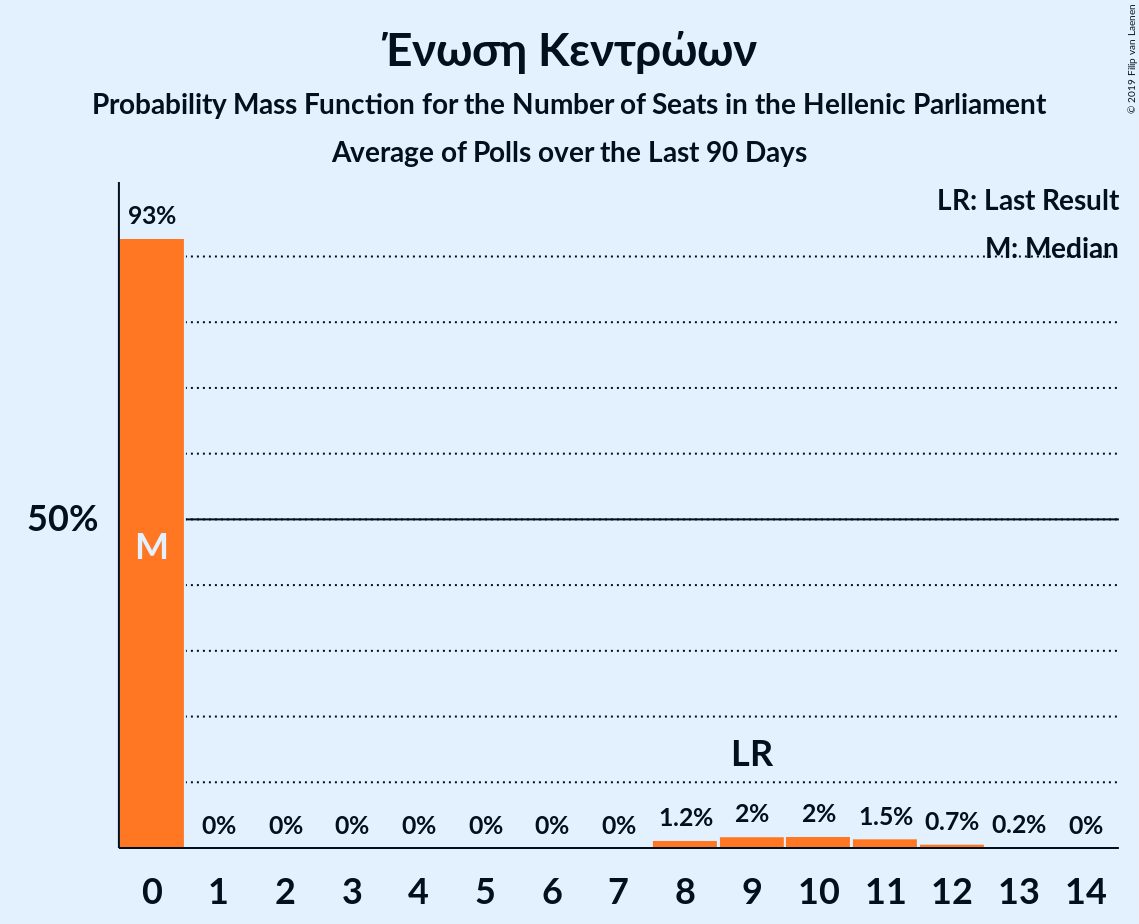 Ένωση Κεντρώων
Probability Mass Function for the Number of Seats in the Hellenic Parliament
Average of Polls over the Last 90 Days
© 2019 Filip van Laenen
LR: Last Result
M: Median
93%
50%
M
LR
0% 0% 0% 0% 0% 0% 0% 1.2% 2% 2% 1.5% 0.7% 0.2% 0%
0 1 2 3 4 5 6 7 8 9 10 11 12 13 14